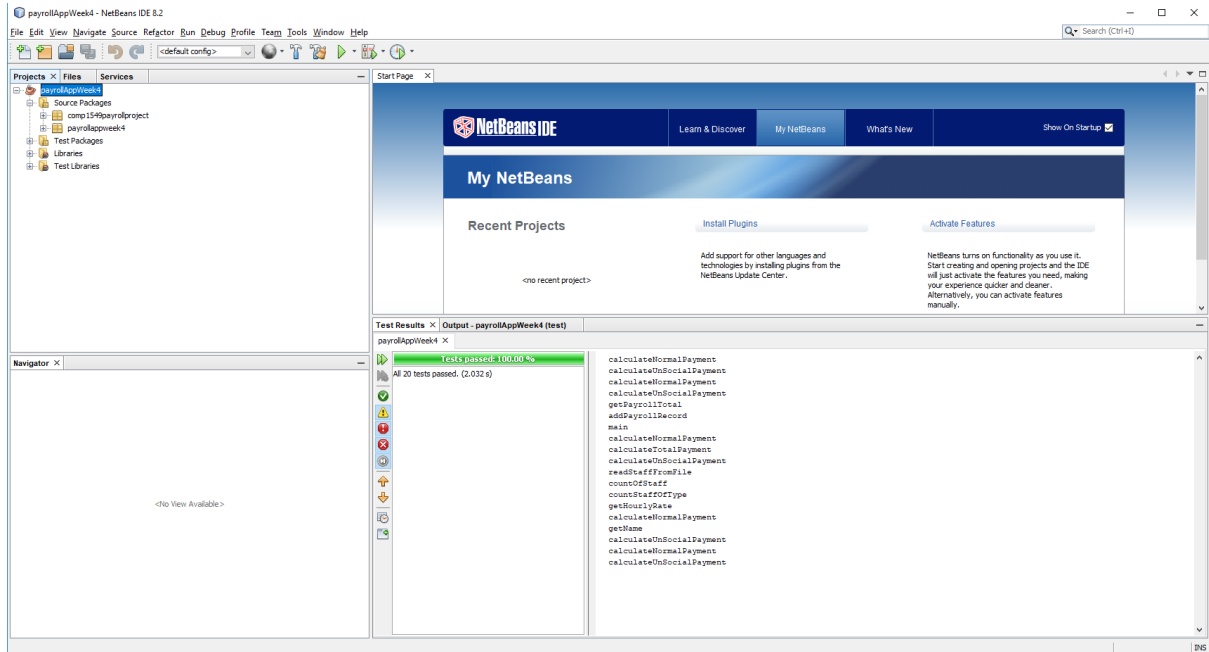 payrollAppWeek4 - NetBeans IDE 8.2
File Edit View Navigate Source Refactor Run Debug Profile Team Tools Window Help
Search (Ctrl+I)
<default config>
Projects Files Services
payrollAppWeek4
Source Packages
comp1549payrollproject
payrollappweek4
Test Packages
Libraries
Test Libraries
Start Page
NetBeans IDE
Learn & Discover My NetBeans What's New Show On Startup
My NetBeans
Recent Projects
<no recent project>
Install Plugins
Add support for other languages and
technologies by installing plugins from the
NetBeans Update Center.
Activate Features
NetBeans turns on functionality as you use it.
Start creating and opening projects and the IDE
will just activate the features you need, making
your experience quicker and cleaner.
Alternatively, you can activate features
manually.
Navigator
<No View Available>
Test Results Output - payrollAppWeek4 (test)
payrollAppWeek4
Tests passed: 100.00 %
All 20 tests passed. (2.032 s)
calculateNormalPayment
calculateUnSocialPayment
calculateNormalPayment
calculateUnSocialPayment
getPayrollTotal
addPayrollRecord
main
calculateNormalPayment
calculateTotalPayment
calculateUnSocialPayment
readStaffFromFile
countOfStaff
countStaffOfType
getHourlyRate
calculateNormalPayment
getName
calculateUnSocialPayment
calculateNormalPayment
calculateUnSocialPayment
INS